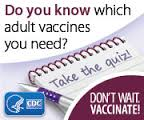 Do you know which
adult vaccines
you need?
Take the quiz!
CDC
DON'T WAIT.
VACCINATE!